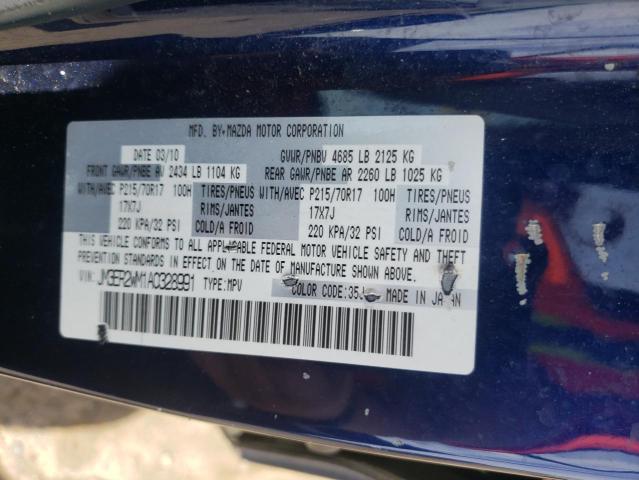 MFD. BY: MAZDA MOTOR CORPORATION
DATE 03/10 GVWR/PNBV 4685 LB 2125 KG
FRONT GAWR/PNBE AV 2434 LB 1104 KG REAR GAWR/PNBE AR 2260 LB 1025 KG
WITH/AVEC P215/70R17 100H TIRES/PNEUS WITH/AVEC P215/70R17 100H TIRES/PNEUS
17X7J RIMS/JANTES 17X7J RIMS/JANTES
220 KPA/32 PSI COLD/A FROID 220 KPA/32 PSI COLD/A FROID
THIS VEHICLE CONFORMS TO ALL APPLICABLE FEDERAL MOTOR VEHICLE SAFETY AND THEFT
PREVENTION STANDARDS IN EFFECT ON THE DATE OF MANUFACTURE SHOWN ABOVE.
VIN: JM3ER2WM1A0328991 TYPE: MPV COLOR CODE: 35J MADE IN JAPAN